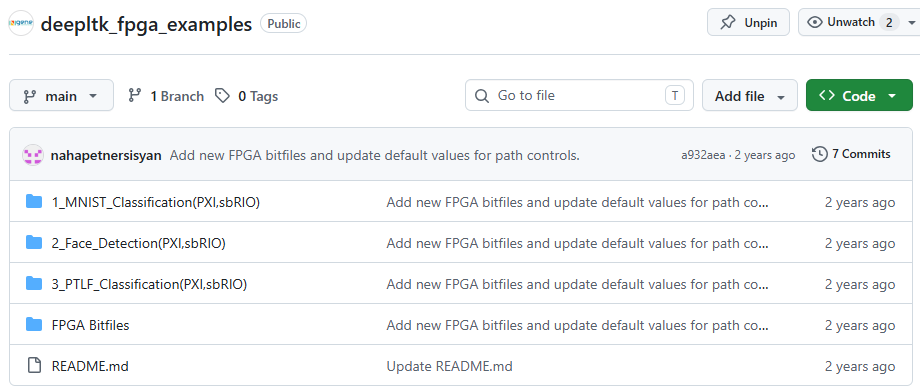 deepltk_fpga_examples Public Unpin Unwatch 2
main 1 Branch 0 Tags Go to file T Add file Code
nahapetnersisyan Add new FPGA bitfiles and update default values for path controls. a932aea · 2 years ago 7 Commits
1_MNIST_Classification(PXI,sbRIO) Add new FPGA bitfiles and update default values for path co... 2 years ago
2_Face_Detection(PXI,sbRIO) Add new FPGA bitfiles and update default values for path co... 2 years ago
3_PTLF_Classification(PXI,sbRIO) Add new FPGA bitfiles and update default values for path co... 2 years ago
FPGA Bitfiles Add new FPGA bitfiles and update default values for path co... 2 years ago
README.md Update README.md 2 years ago